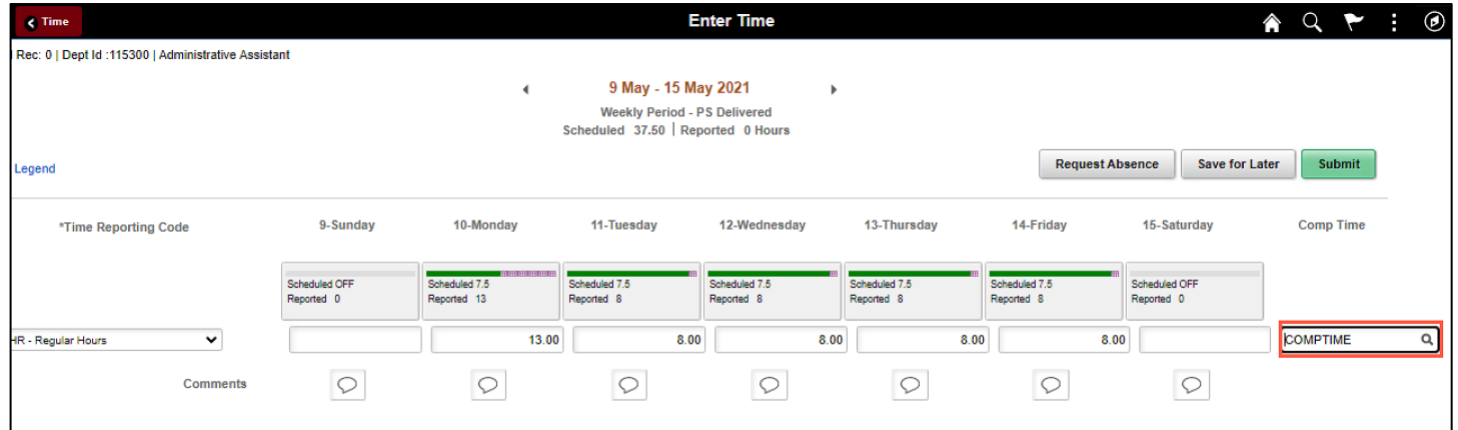 Time
Enter Time
Rec: 0 | Dept Id :115300 | Administrative Assistant
9 May - 15 May 2021
Weekly Period - PS Delivered
Scheduled 37.50 | Reported 0 Hours
Legend
Request Absence Save for Later Submit
*Time Reporting Code 9-Sunday 10-Monday 11-Tuesday 12-Wednesday 13-Thursday 14-Friday 15-Saturday Comp Time
Scheduled OFF Scheduled 7.5 Scheduled 7.5 Scheduled 7.5 Scheduled 7.5 Scheduled 7.5 Scheduled OFF
Reported 0 Reported 13 Reported 8 Reported 8 Reported 8 Reported 8 Reported 0
HR - Regular Hours 13.00 8.00 8.00 8.00 8.00 COMPTIME
Comments